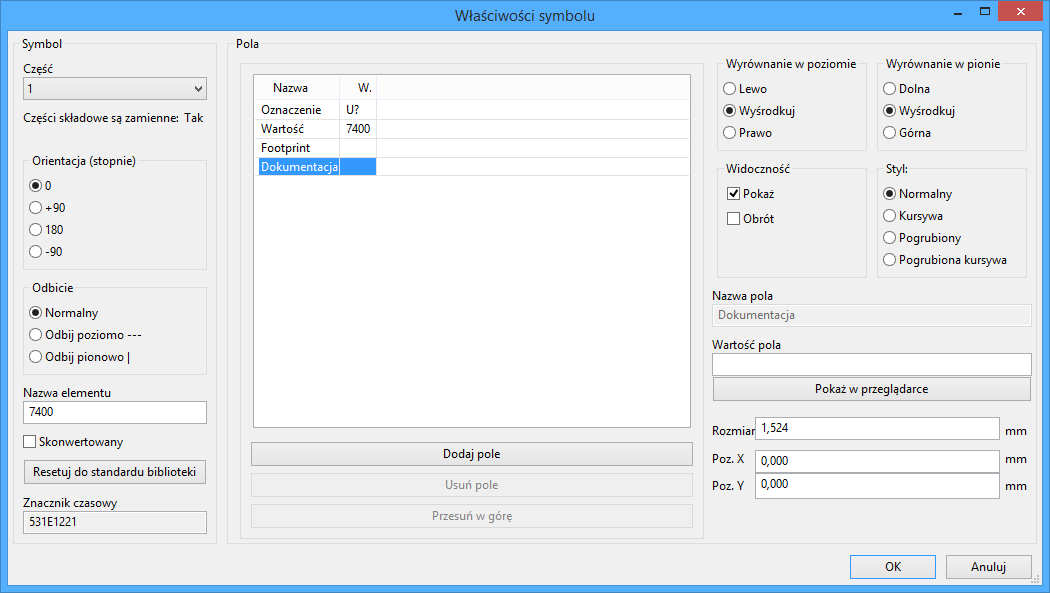 Właściwości symbolu
Symbol
Część
1
Części składowe są zamienne: Tak
Orientacja (stopnie)
0
+90
180
-90
Odbicie
Normalny
Odbij poziomo ---
Odbij pionowo |
Nazwa elementu
7400
Skonwertowany
Resetuj do standardu biblioteki
Znacznik czasowy
531E1221
Pola
Nazwa W.
Oznaczenie U?
Wartość 7400
Footprint
Dokumentacja
Dodaj pole
Usuń pole
Przesuń w górę
Wyrównanie w poziomie
Lewo
Wyśrodkuj
Prawo
Wyrównanie w pionie
Dolna
Wyśrodkuj
Górna
Widoczność
Pokaż
Obrót
Styl:
Normalny
Kursywa
Pogrubiony
Pogrubiona kursywa
Nazwa pola
Dokumentacja
Wartość pola
Pokaż w przeglądarce
Rozmiar 1,524 mm
Poz. X 0,000 mm
Poz. Y 0,000 mm
OK Anuluj